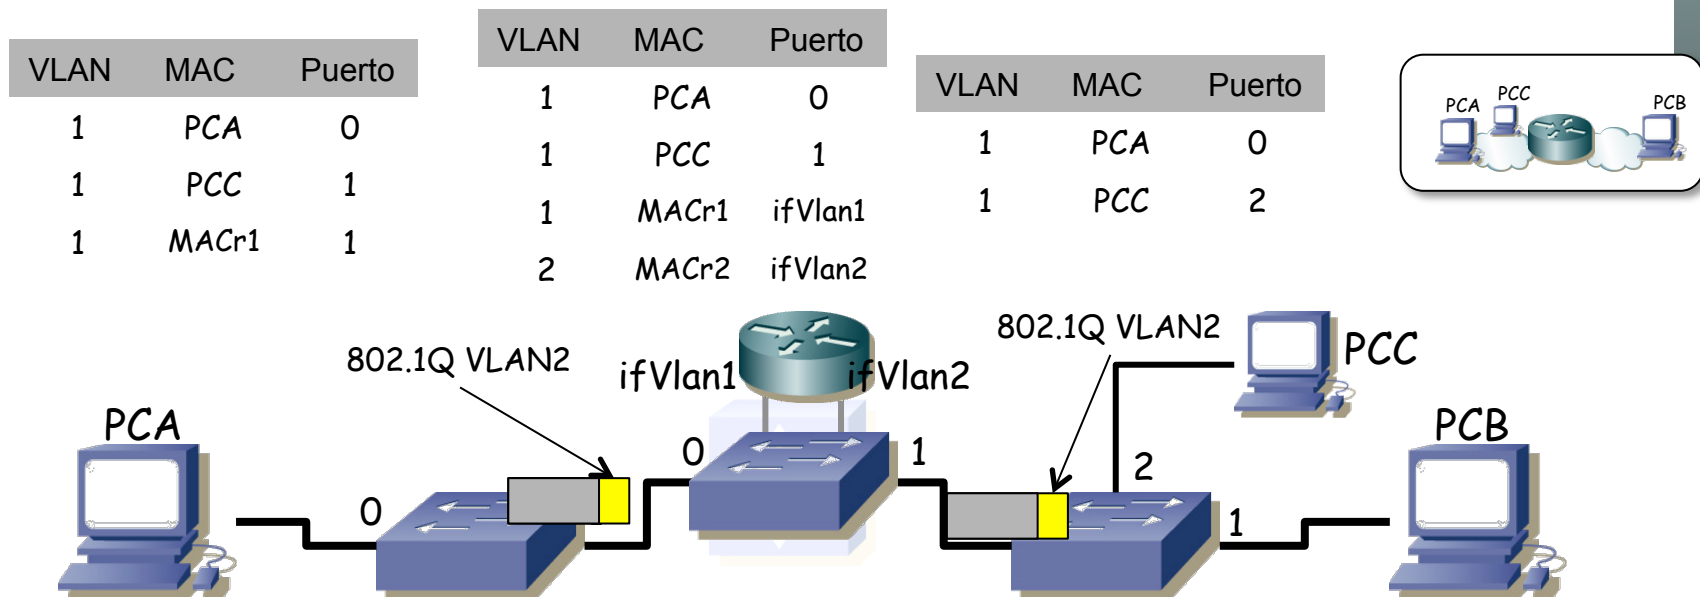 VLAN MAC Puerto
1 PCA 0
1 PCC 1
1 MACr1 1
VLAN MAC Puerto
1 PCA 0
1 PCC 1
1 MACr1 ifVlan1
2 MACr2 ifVlan2
VLAN MAC Puerto
1 PCA 0
1 PCC 2
PCA PCC PCB
802.1Q VLAN2
ifVlan1
ifVlan2
802.1Q VLAN2
PCC
PCA
0
0
1
2
1
PCB